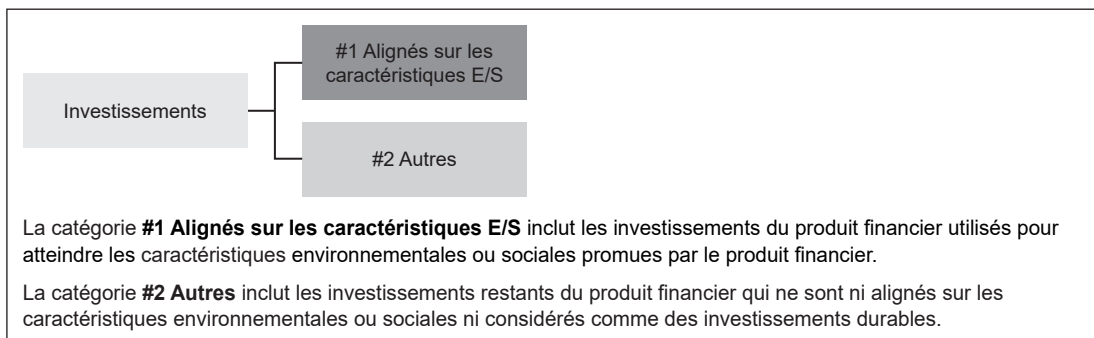 #1 Alignés sur les
caractéristiques E/S
Investissements
#2 Autres
La catégorie #1 Alignés sur les caractéristiques E/S inclut les investissements du produit financier utilisés pour
atteindre les caractéristiques environnementales ou sociales promues par le produit financier.
La catégorie #2 Autres inclut les investissements restants du produit financier qui ne sont ni alignés sur les
caractéristiques environnementales ou sociales ni considérés comme des investissements durables.